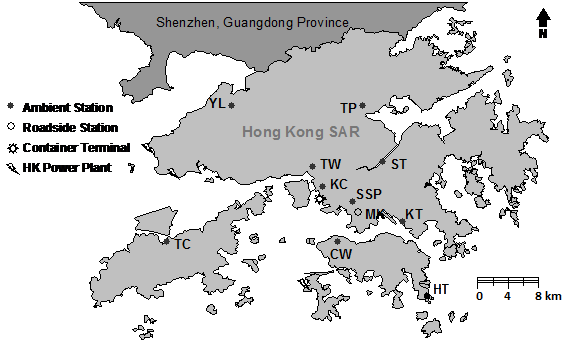 Shenzhen, Guangdong Province
N
YL
TP
Ambient Station
Roadside Station
Hong Kong SAR
Container Terminal
HK Power Plant
TW
ST
KC
SSP
MK
KT
TC
CW
HT
0 4 8 km